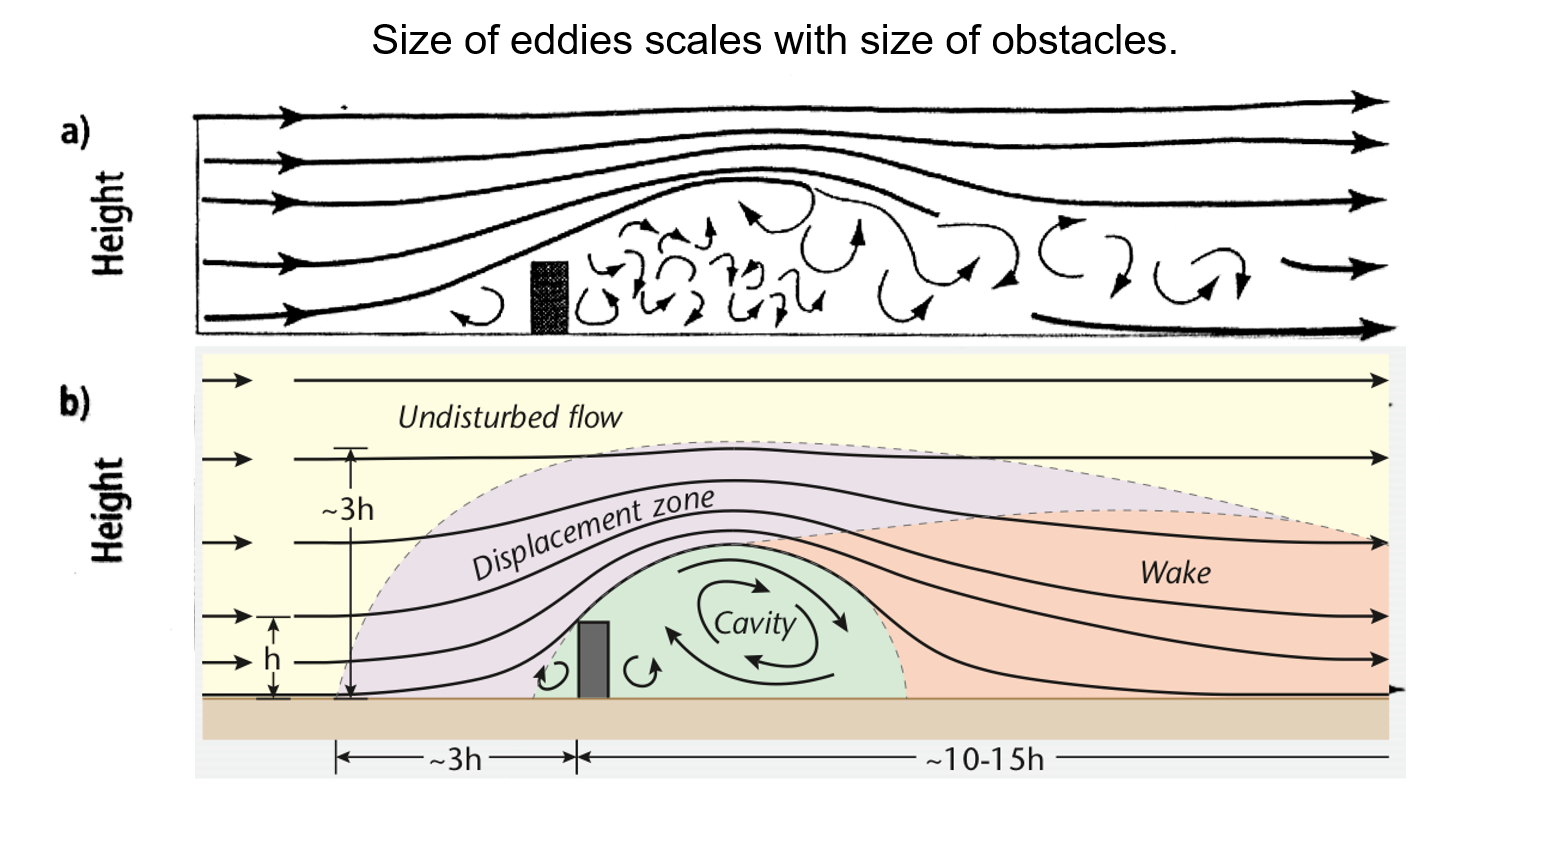 Size of eddies scales with size of obstacles.
a)
Height
b)
Height
Undisturbed flow
~3h
Displacement zone
Wake
Cavity
h
~3h
~10-15h